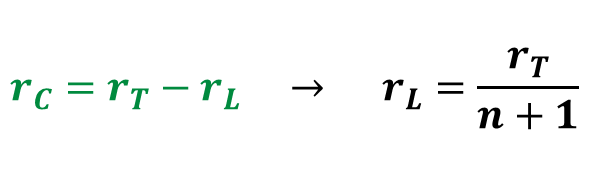 r_C = r_T − r_L → r_L = r_T / (n + 1)